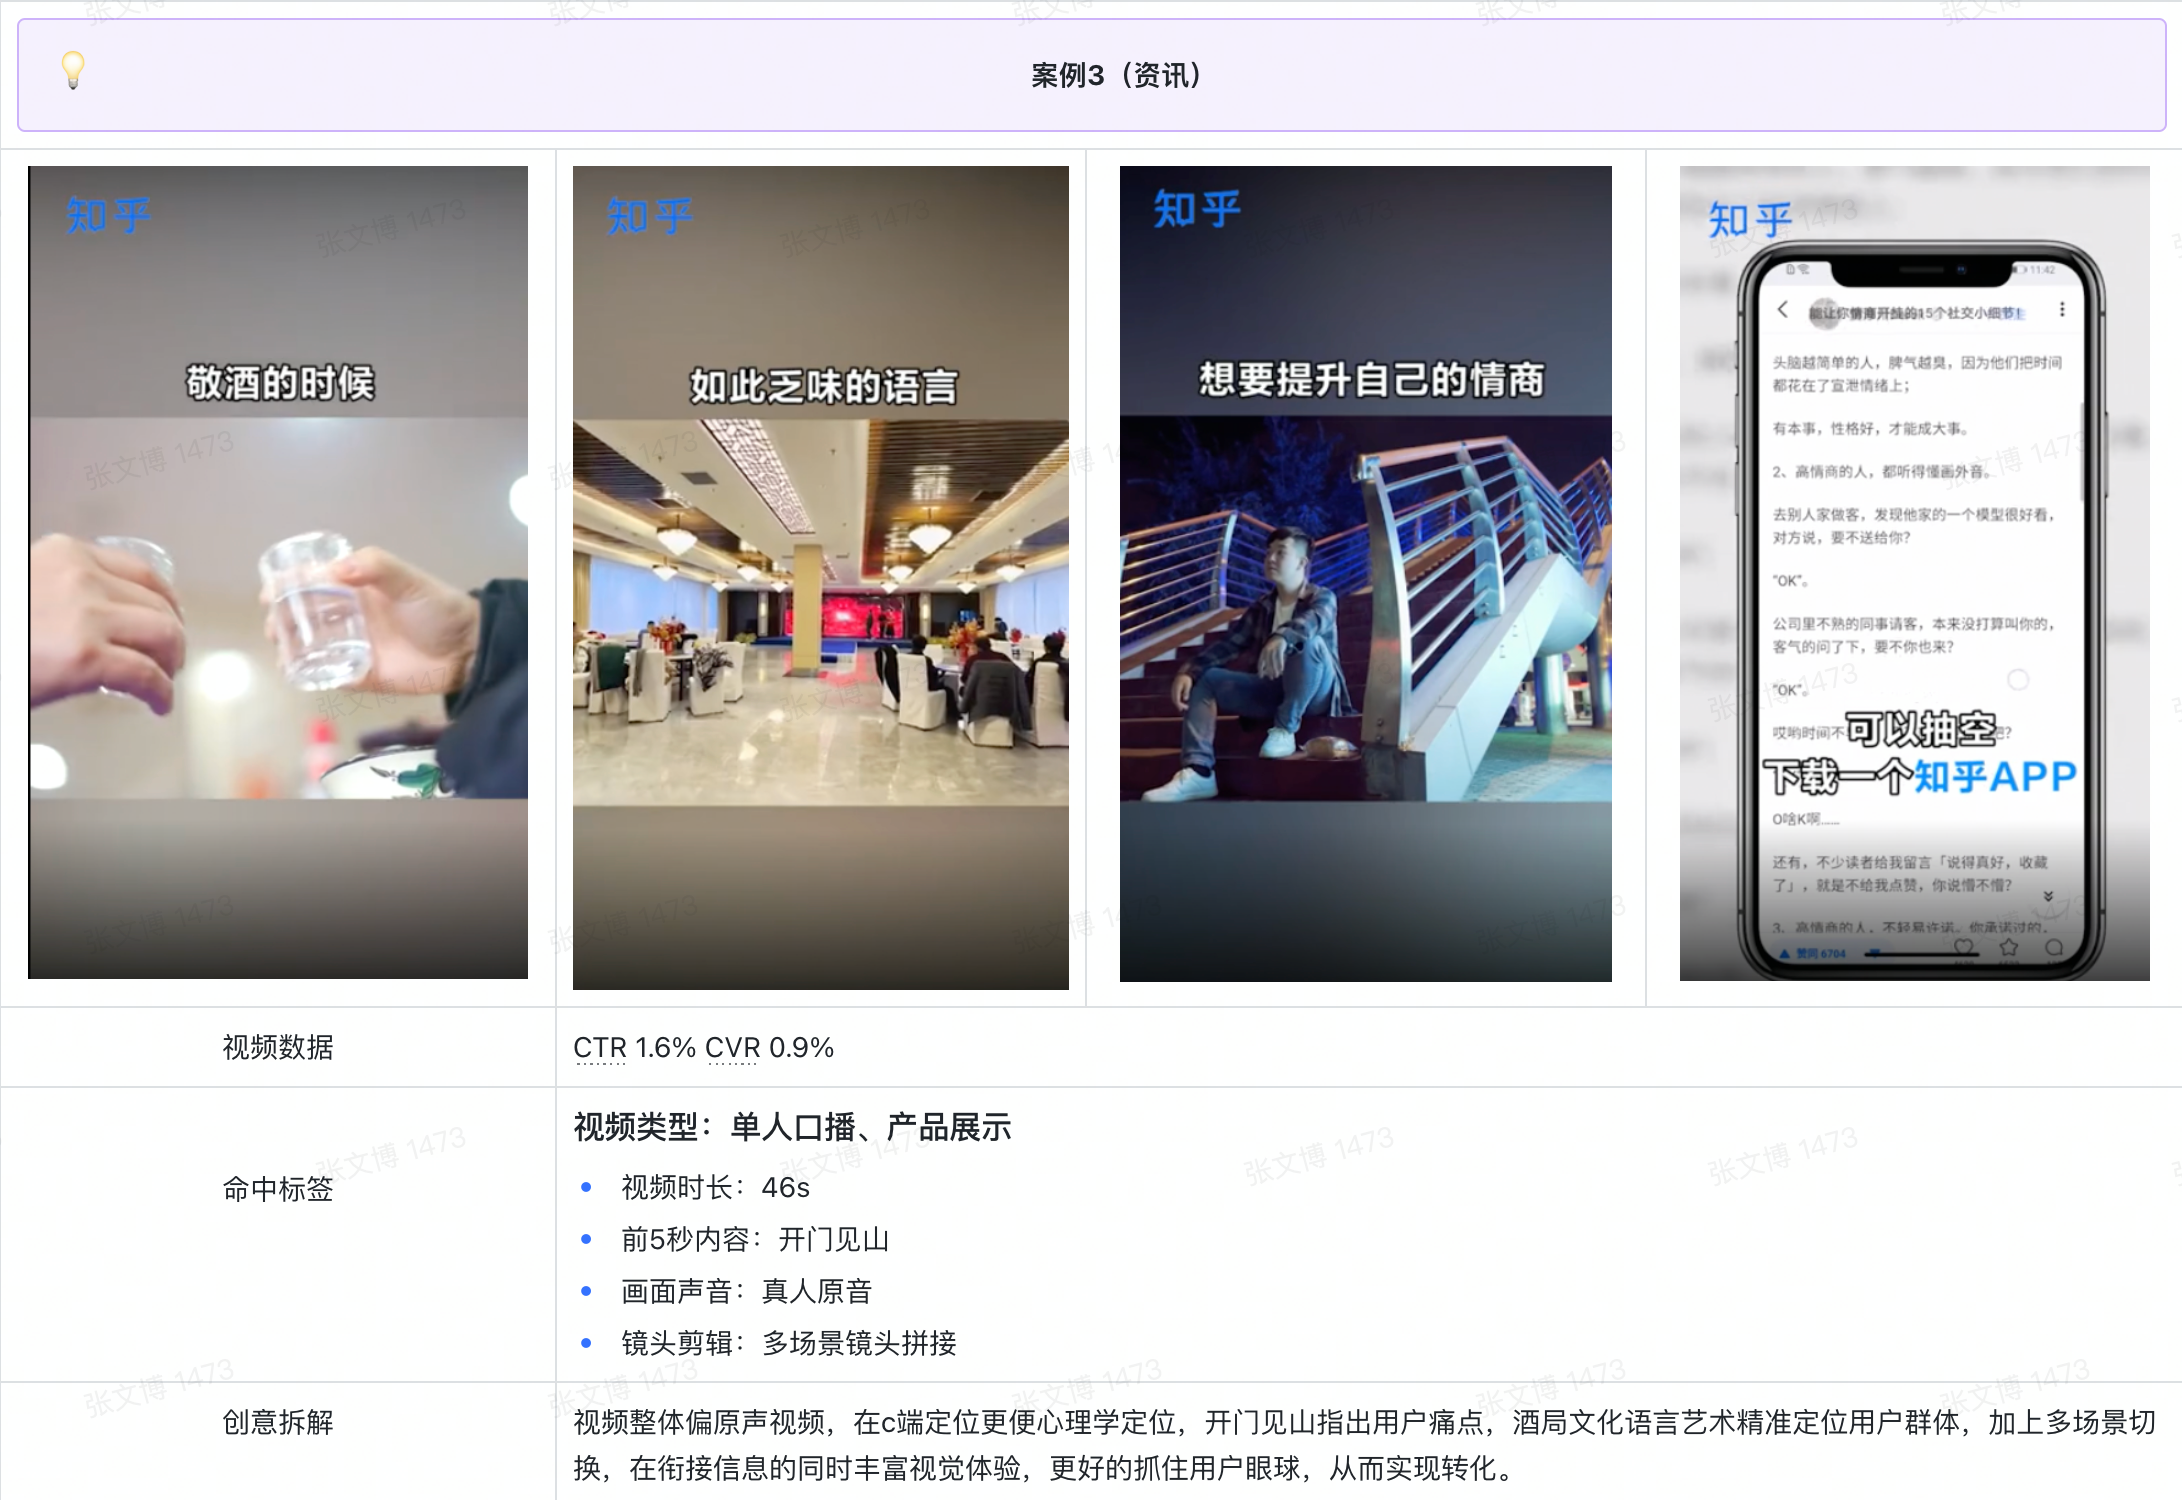 案例3（资讯）
知乎
敬酒的时候
知乎
如此乏味的语言
知乎
想要提升自己的情商
知乎
11:42
能让你情商开挂的15个社交小细节！
头脑越简单的人，脾气越臭，因为他们把时间
都花在了宣泄情绪上；
有本事，性格好，才能成大事。
2、高情商的人，都听得懂画外音。
去别人家做客，发现他家的一个模型很好看，
对方说，要不送给你？
“OK”。
公司里不熟的同事请客，本来没打算叫你的，
客气的问了下，要不你也来？
“OK”。
哎哟时间不
可以抽空
下载一个知乎APP
O啥K啊......
还有，不少读者给我留言「说得真好，收藏
了」，就是不给我点赞，你说懵不懵？
3、高情商的人，不轻易许诺。你承诺过的，
赞同 6704
视频数据
CTR 1.6% CVR 0.9%
命中标签
视频类型：单人口播、产品展示
视频时长：46s
前5秒内容：开门见山
画面声音：真人原音
镜头剪辑：多场景镜头拼接
创意拆解
视频整体偏原声视频，在c端定位更便心理学定位，开门见山指出用户痛点，酒局文化语言艺术精准定位用户群体，加上多场景切
换，在衔接信息的同时丰富视觉体验，更好的抓住用户眼球，从而实现转化。
张文博 1473